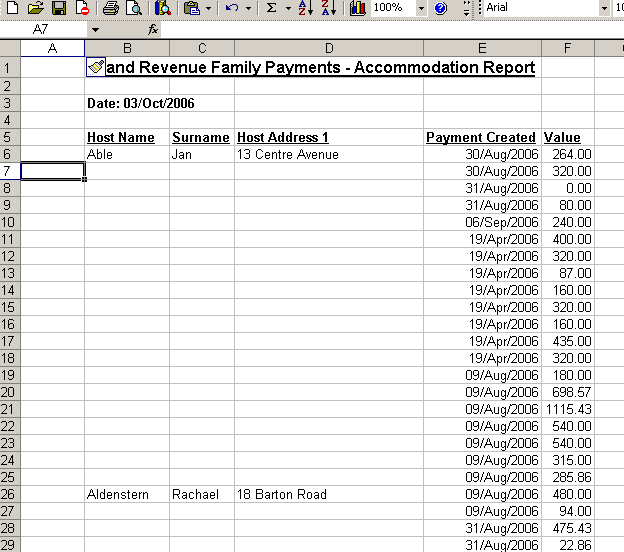 100%
Arial
10
A7
fx
A B C D E F
1 and Revenue Family Payments - Accommodation Report
2
3 Date: 03/Oct/2006
4
5 Host Name Surname Host Address 1 Payment Created Value
6 Able Jan 13 Centre Avenue 30/Aug/2006 264.00
7 30/Aug/2006 320.00
8 31/Aug/2006 0.00
9 31/Aug/2006 80.00
10 06/Sep/2006 240.00
11 19/Apr/2006 400.00
12 19/Apr/2006 320.00
13 19/Apr/2006 87.00
14 19/Apr/2006 160.00
15 19/Apr/2006 320.00
16 19/Apr/2006 160.00
17 19/Apr/2006 435.00
18 19/Apr/2006 320.00
19 09/Aug/2006 180.00
20 09/Aug/2006 698.57
21 09/Aug/2006 1115.43
22 09/Aug/2006 540.00
23 09/Aug/2006 540.00
24 09/Aug/2006 315.00
25 09/Aug/2006 285.86
26 Aldenstern Rachael 18 Barton Road 09/Aug/2006 480.00
27 09/Aug/2006 94.00
28 31/Aug/2006 475.43
29 31/Aug/2006 22.86